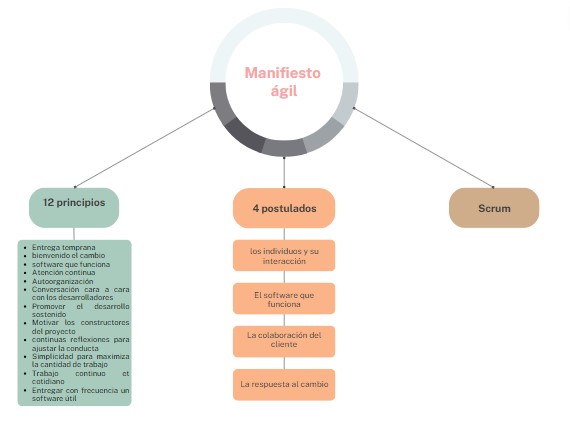 Manifiesto
ágil
12 principios
Entrega temprana
bienvenido el cambio
software que funciona
Atención continua
Autoorganización
Conversación cara a cara
con los desarrolladores
Promover el desarrollo
sostenido
Motivar los constructores
del proyecto
continuas reflexiones para
ajustar la conducta
Simplicidad para maximiza
la cantidad de trabajo
Trabajo continuo et
cotidiano
Entregar con frecuencia un
software útil
4 postulados
los individuos y su
interacción
El software que
funciona
La colaboración del
cliente
La respuesta al cambio
Scrum